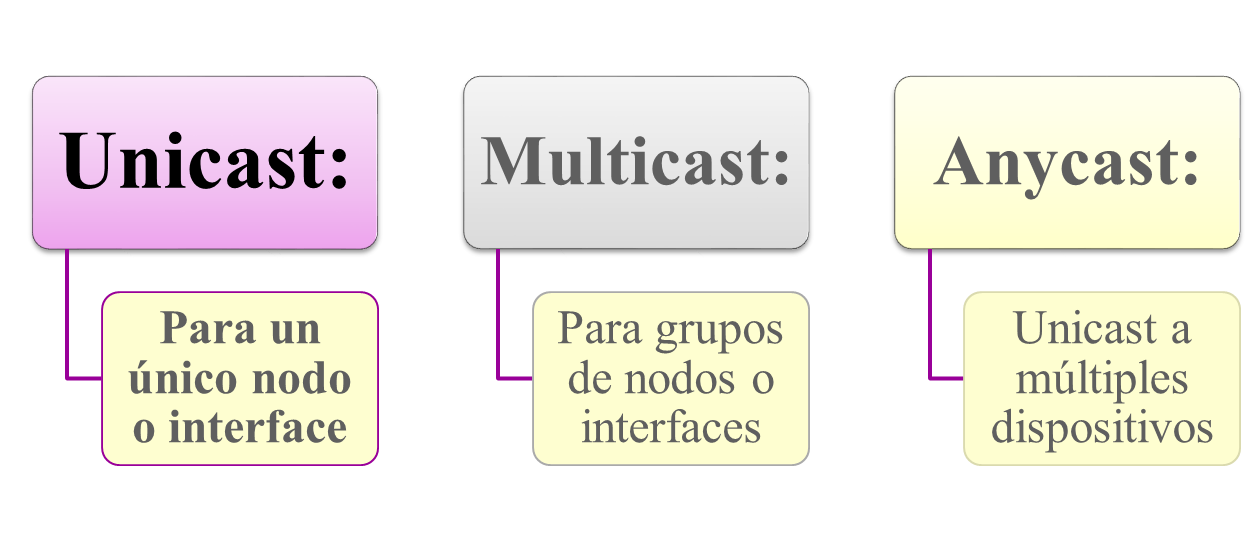 Unicast:
Para un
único nodo
o interface
Multicast:
Para grupos
de nodos o
interfaces
Anycast:
Unicast a
múltiples
dispositivos